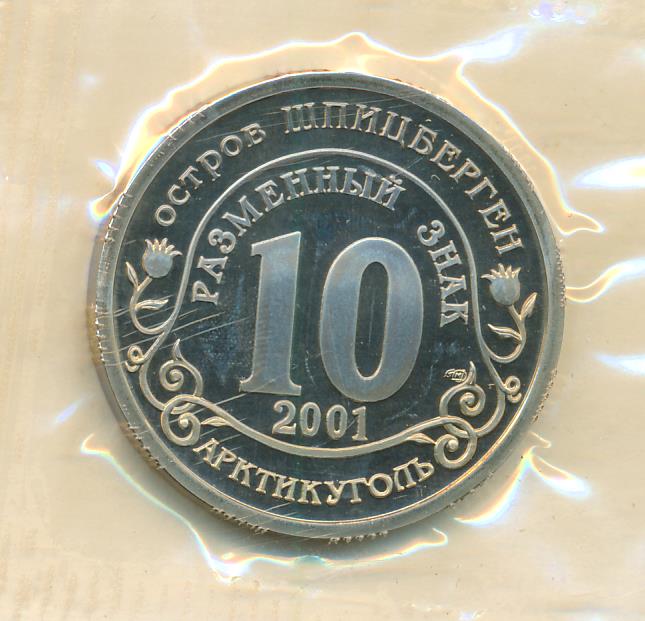 ОСТРОВ ШПИЦБЕРГЕН
РАЗМЕННЫЙ ЗНАК
10
2001
АРКТИКУГОЛЬ